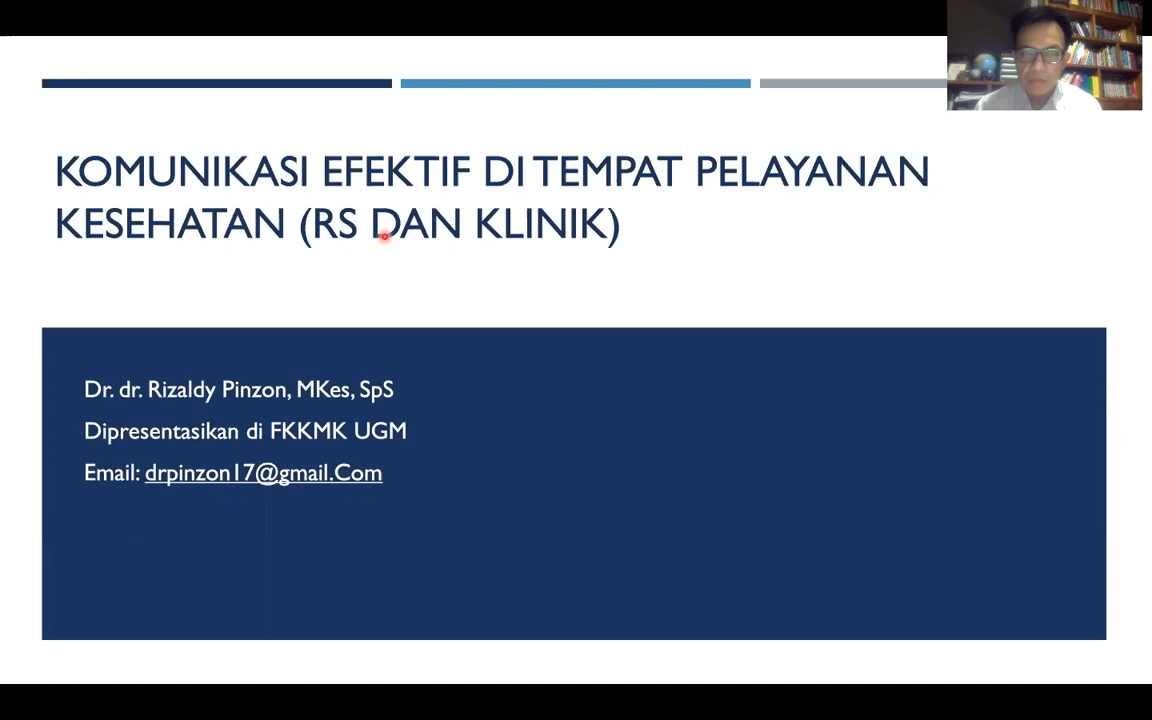 KOMUNIKASI EFEKTIF DI TEMPAT PELAYANAN
KESEHATAN (RS DAN KLINIK)
Dr. dr. Rizaldy Pinzon, MKes, SpS
Dipresentasikan di FKKMK UGM
Email: drpinzon17@gmail.Com